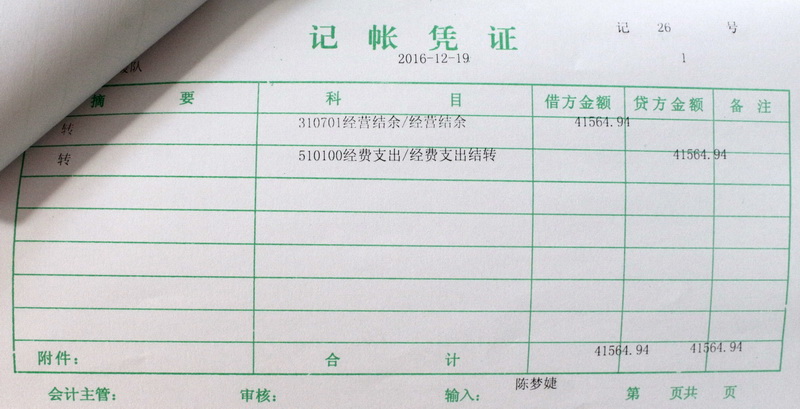 记帐凭证
记 26 号
2016-12-19
1
队
摘要 科目 借方金额 贷方金额 备注
转 310701经营结余/经营结余 41564.94
转 510100经费支出/经费支出结转 41564.94
附件: 合计 41564.94 41564.94
会计主管: 审核: 输入: 陈梦婕 第 页共 页